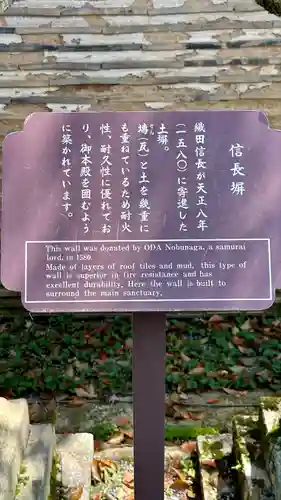 信長塀
織田信長が天正八年
(一五八〇)に寄進した
土塀。
塼(瓦)と土を幾重に
も重ねているため耐火
性、耐久性に優れてお
り、御本殿を囲むよう
に築かれています。
This wall was donated by ODA Nobunaga, a samurai
lord, in 1580.
Made of layers of roof tiles and mud, this type of
wall is superior in fire resistance and has
excellent durability. Here the wall is built to
surround the main sanctuary.